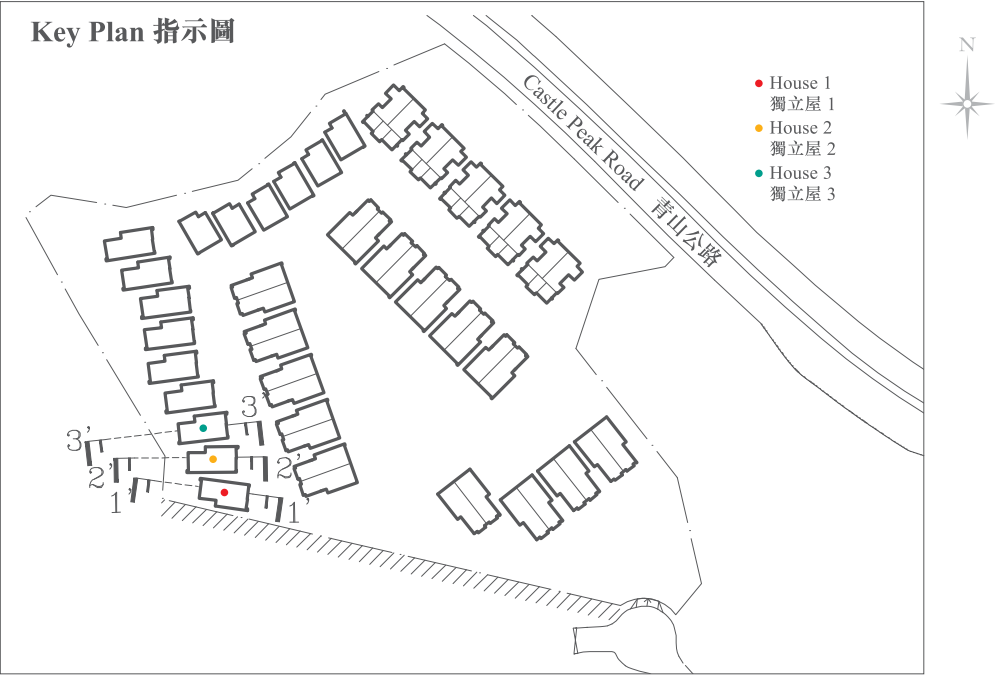 Key Plan 指示圖
N
House 1
獨立屋 1
House 2
獨立屋 2
House 3
獨立屋 3
Castle Peak Road 青山公路
3'
3'
2'
2'
1'
1'